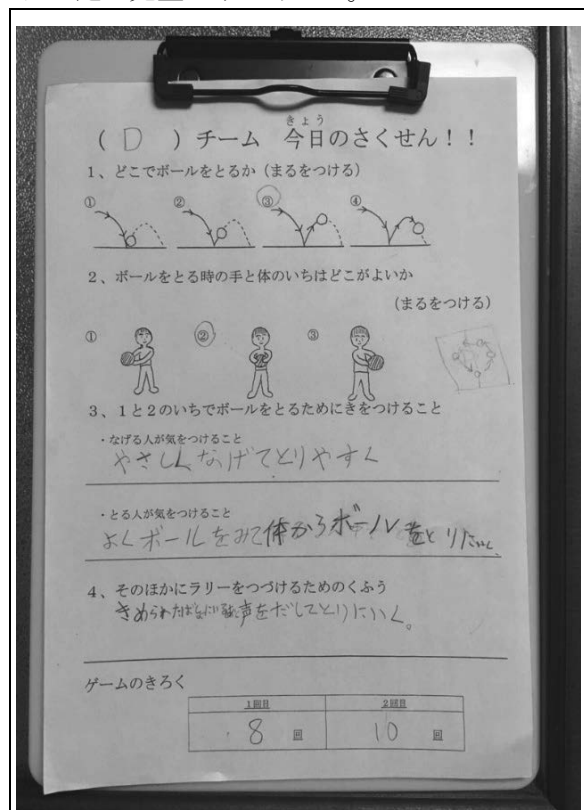 きょう
( D ) チーム 今日のさくせん！！
1、どこでボールをとるか（まるをつける）
① ② ③ ④
2、ボールをとる時の手と体のいちはどこがよいか
（まるをつける）
① ② ③
3、1と2のいちでボールをとるためにきをつけること
・なげる人が気をつけること
やさしくなげてとりやすく
・とる人が気をつけること
よくボールをみて体からボールをとりにいく
4、そのほかにラリーをつづけるためのくふう
きめられた 声をだしてとりにいく。
ゲームのきろく
1回目 2回目
8 回 10 回